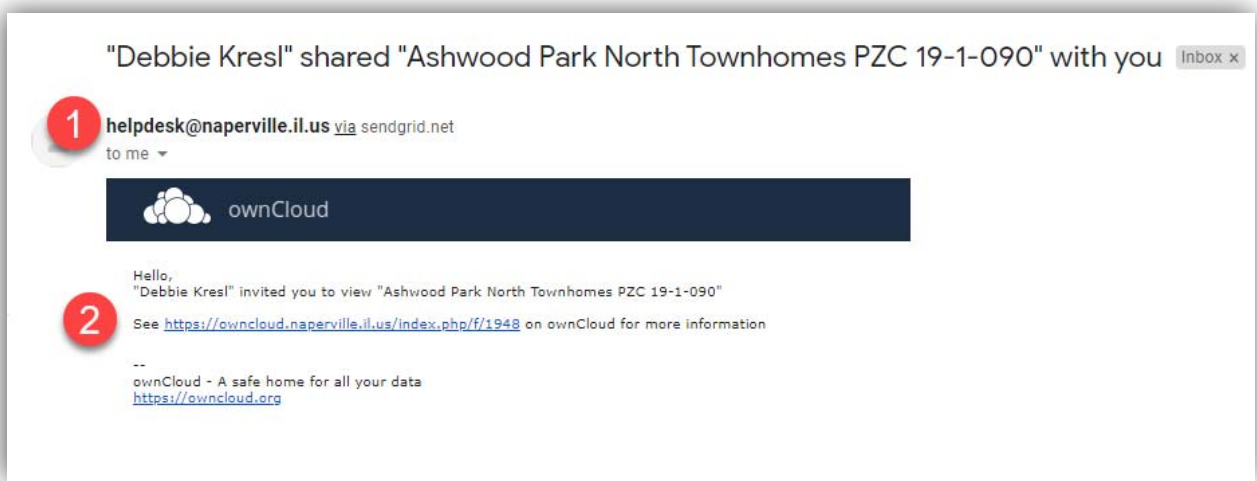 "Debbie Kresl" shared "Ashwood Park North Townhomes PZC 19-1-090" with you Inbox x
1
helpdesk@naperville.il.us via sendgrid.net
to me
ownCloud
Hello,
"Debbie Kresl" invited you to view "Ashwood Park North Townhomes PZC 19-1-090"
2
See https://owncloud.naperville.il.us/index.php/f/1948 on ownCloud for more information
--
ownCloud - A safe home for all your data
https://owncloud.org